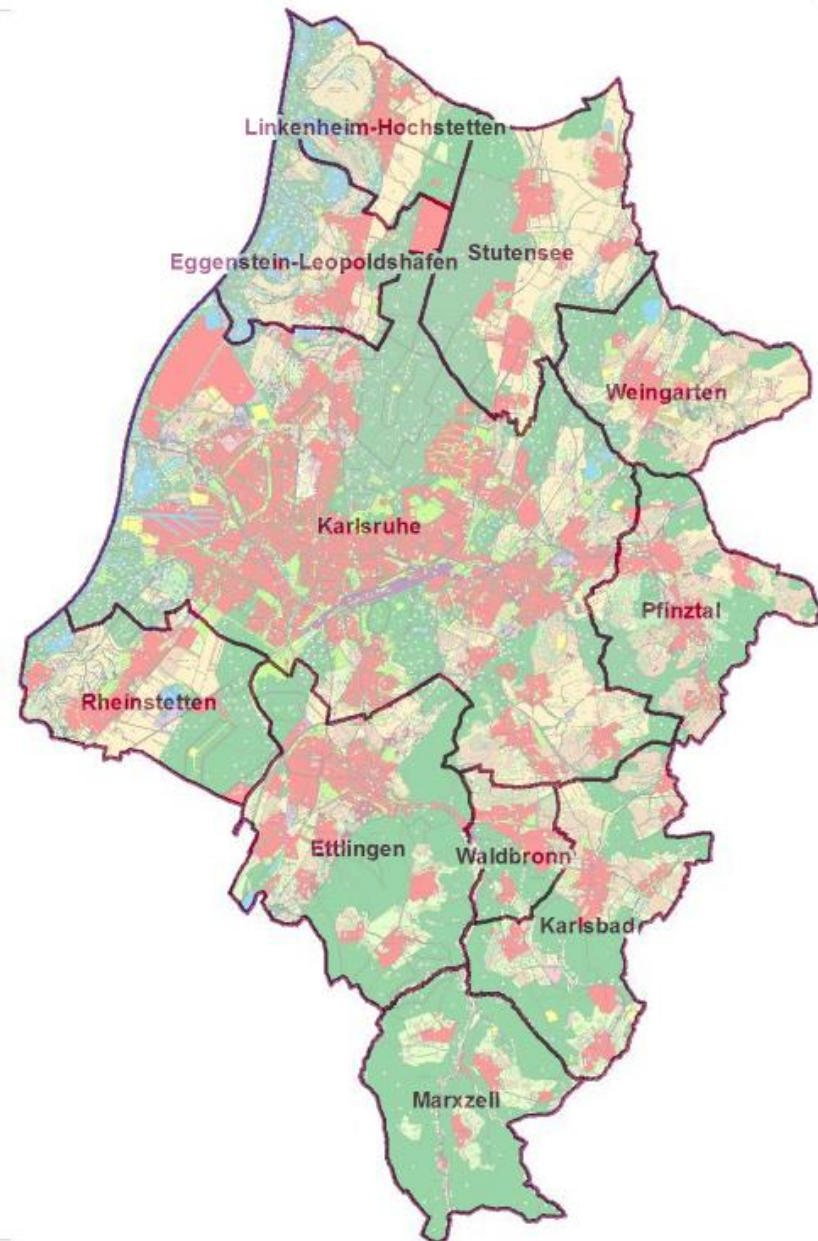 Linkenheim-Hochstetten
Eggenstein-Leopoldshafen
Stutensee
Weingarten
Karlsruhe
Pfinztal
Rheinstetten
Ettlingen
Waldbronn
Karlsbad
Marxzell